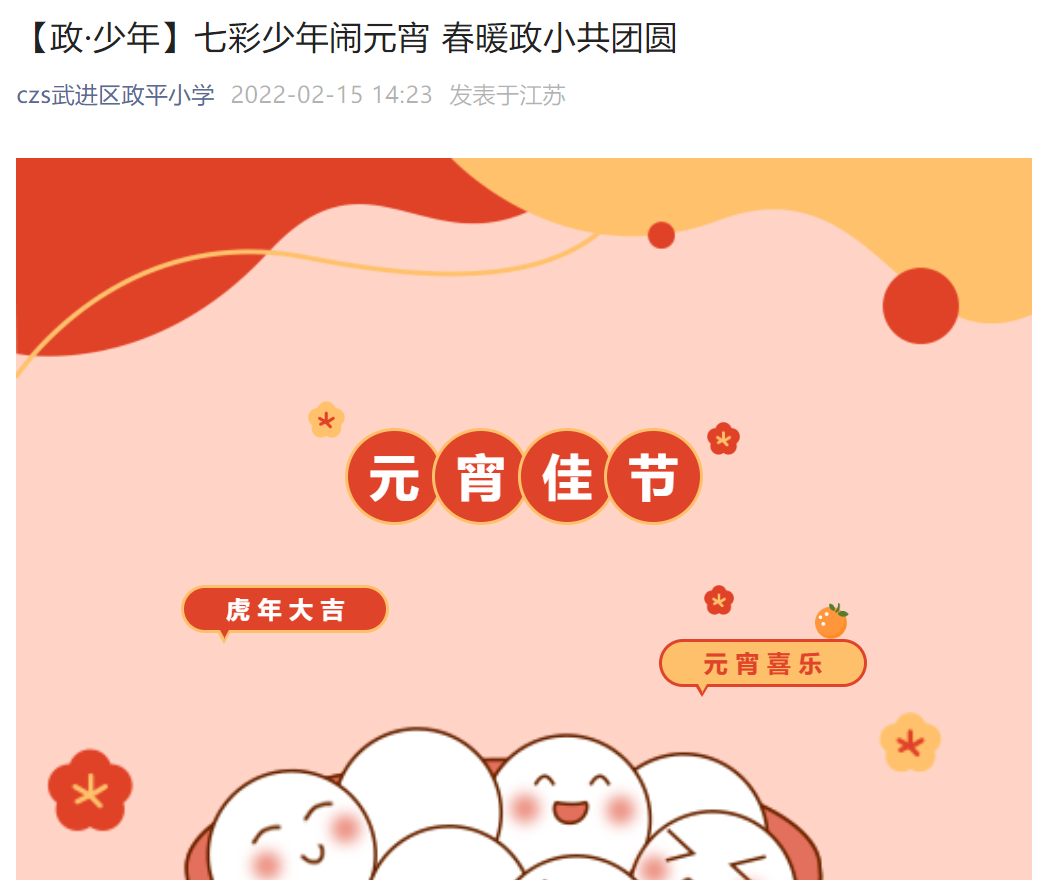 【政·少年】七彩少年闹元宵 春暖政小共团圆
czs武进区政平小学 2022-02-15 14:23 发表于江苏
元宵佳节
虎年大吉
元宵喜乐